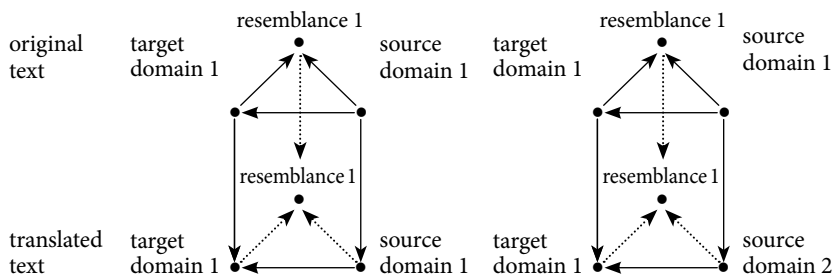 resemblance 1
original
text
target
domain 1
source
domain 1
resemblance 1
translated
text
target
domain 1
source
domain 1
resemblance 1
target
domain 1
source
domain 1
resemblance 1
target
domain 1
source
domain 2